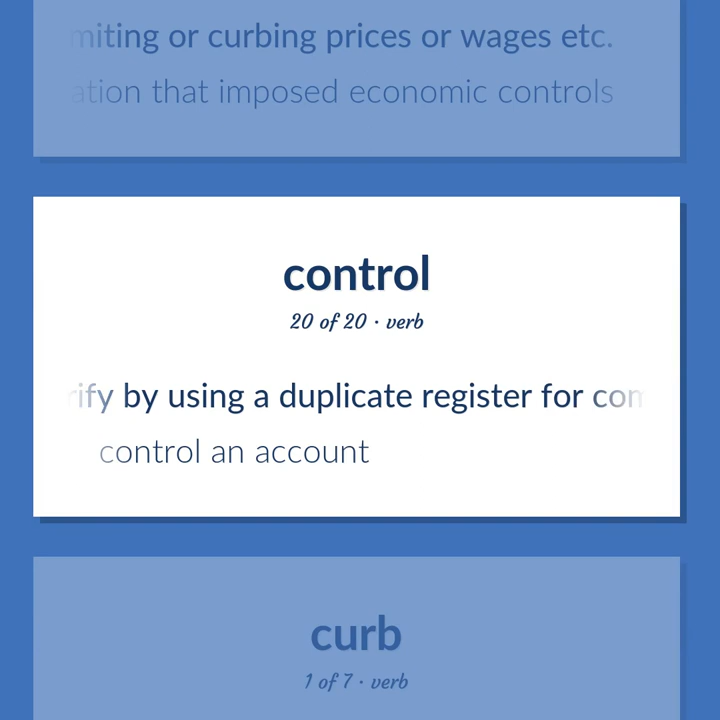 miting or curbing prices or wages etc.
ation that imposed economic controls
control
20 of 20 · verb
rify by using a duplicate register for com
control an account
curb
1 of 7 · verb